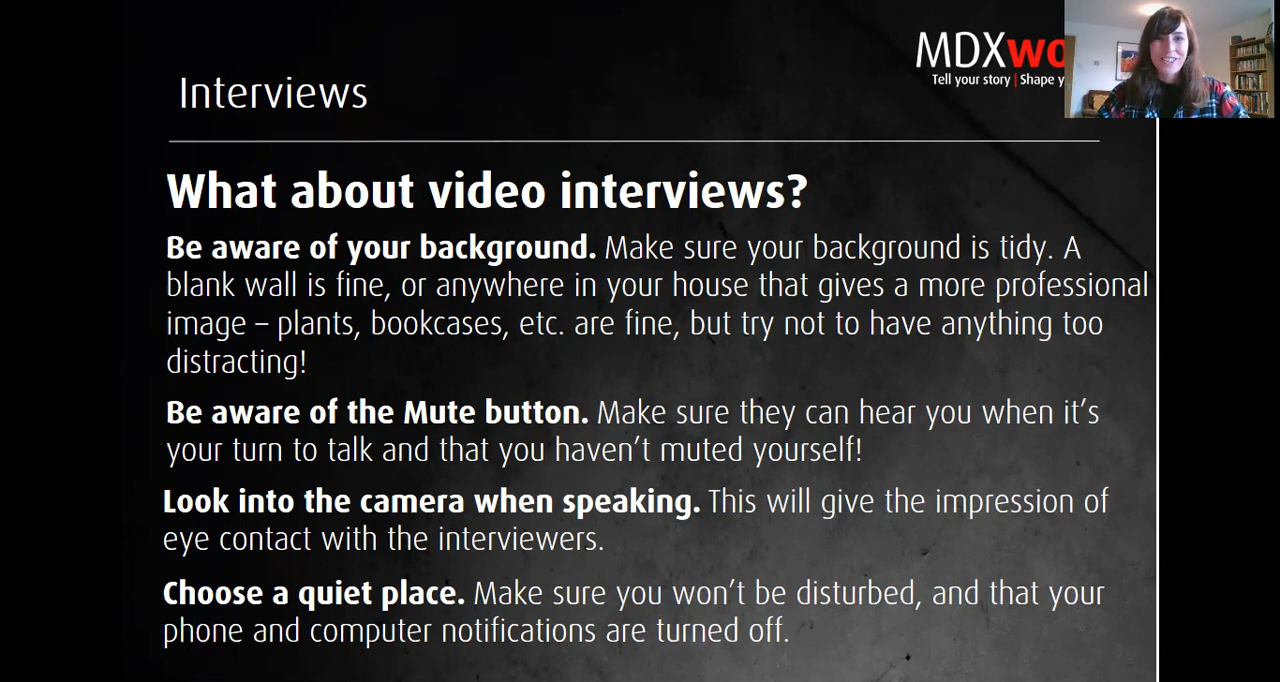 MDXwo
Tell your story | Shape y
Interviews
What about video interviews?
Be aware of your background. Make sure your background is tidy. A
blank wall is fine, or anywhere in your house that gives a more professional
image – plants, bookcases, etc. are fine, but try not to have anything too
distracting!
Be aware of the Mute button. Make sure they can hear you when it’s
your turn to talk and that you haven’t muted yourself!
Look into the camera when speaking. This will give the impression of
eye contact with the interviewers.
Choose a quiet place. Make sure you won’t be disturbed, and that your
phone and computer notifications are turned off.